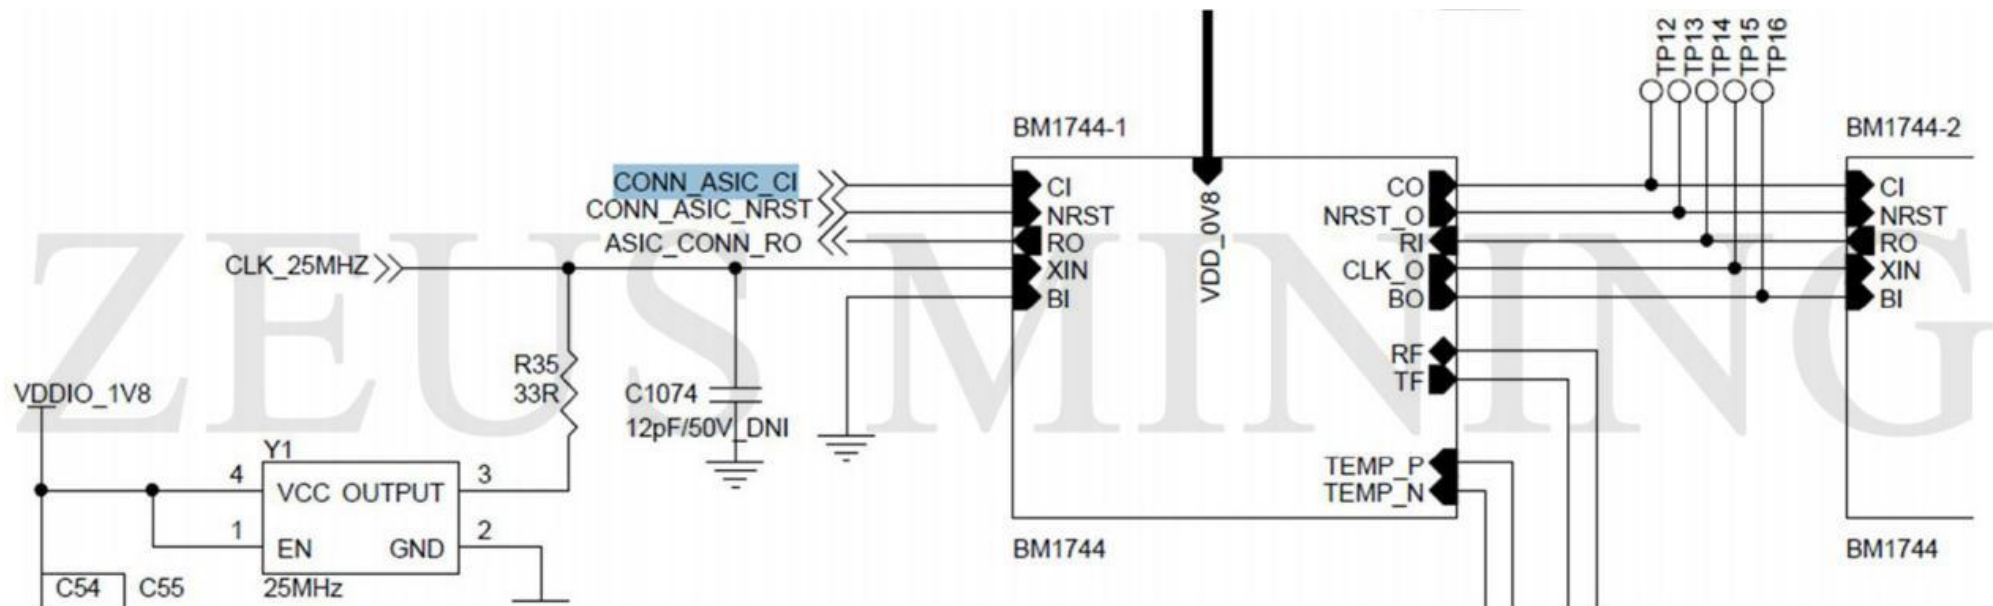 TP12
TP13
TP14
TP15
TP16
BM1744-1
BM1744-2
CONN_ASIC_CI
CI
CO
CI
CONN_ASIC_NRST
NRST
NRST_O
NRST
ASIC_CONN_RO
RO
RI
RO
CLK_25MHZ
XIN
CLK_O
XIN
BI
BO
BI
VDD_0V8
RF
TF
R35
33R
C1074
12pF/50V_DNI
VDDIO_1V8
TEMP_P
TEMP_N
Y1
4
VCC OUTPUT
3
1
EN GND
2
25MHz
C54 C55
BM1744
BM1744
ZEUS MINING